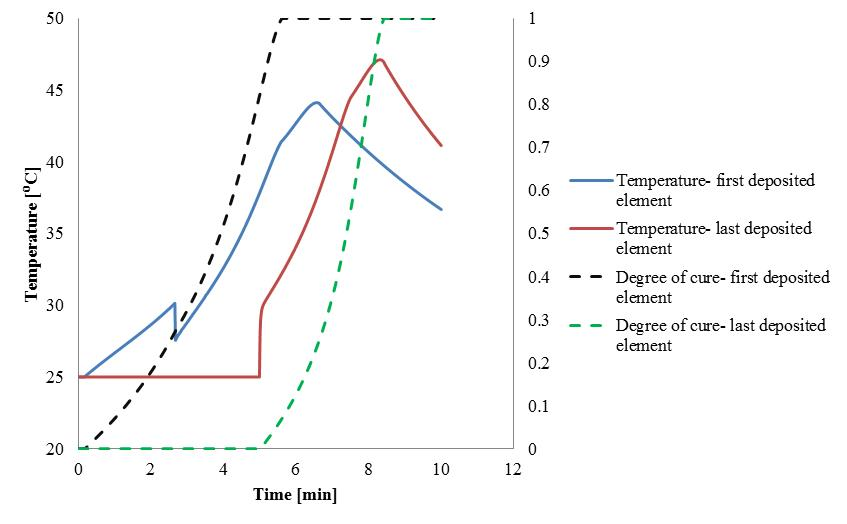 50
45
40
35
30
25
20
Temperature [⁰C]
0
2
4
6
8
10
12
Time [min]
1
0.9
0.8
0.7
0.6
0.5
0.4
0.3
0.2
0.1
0
Temperature- first deposited
element
Temperature- last deposited
element
Degree of cure- first deposited
element
Degree of cure- last deposited
element